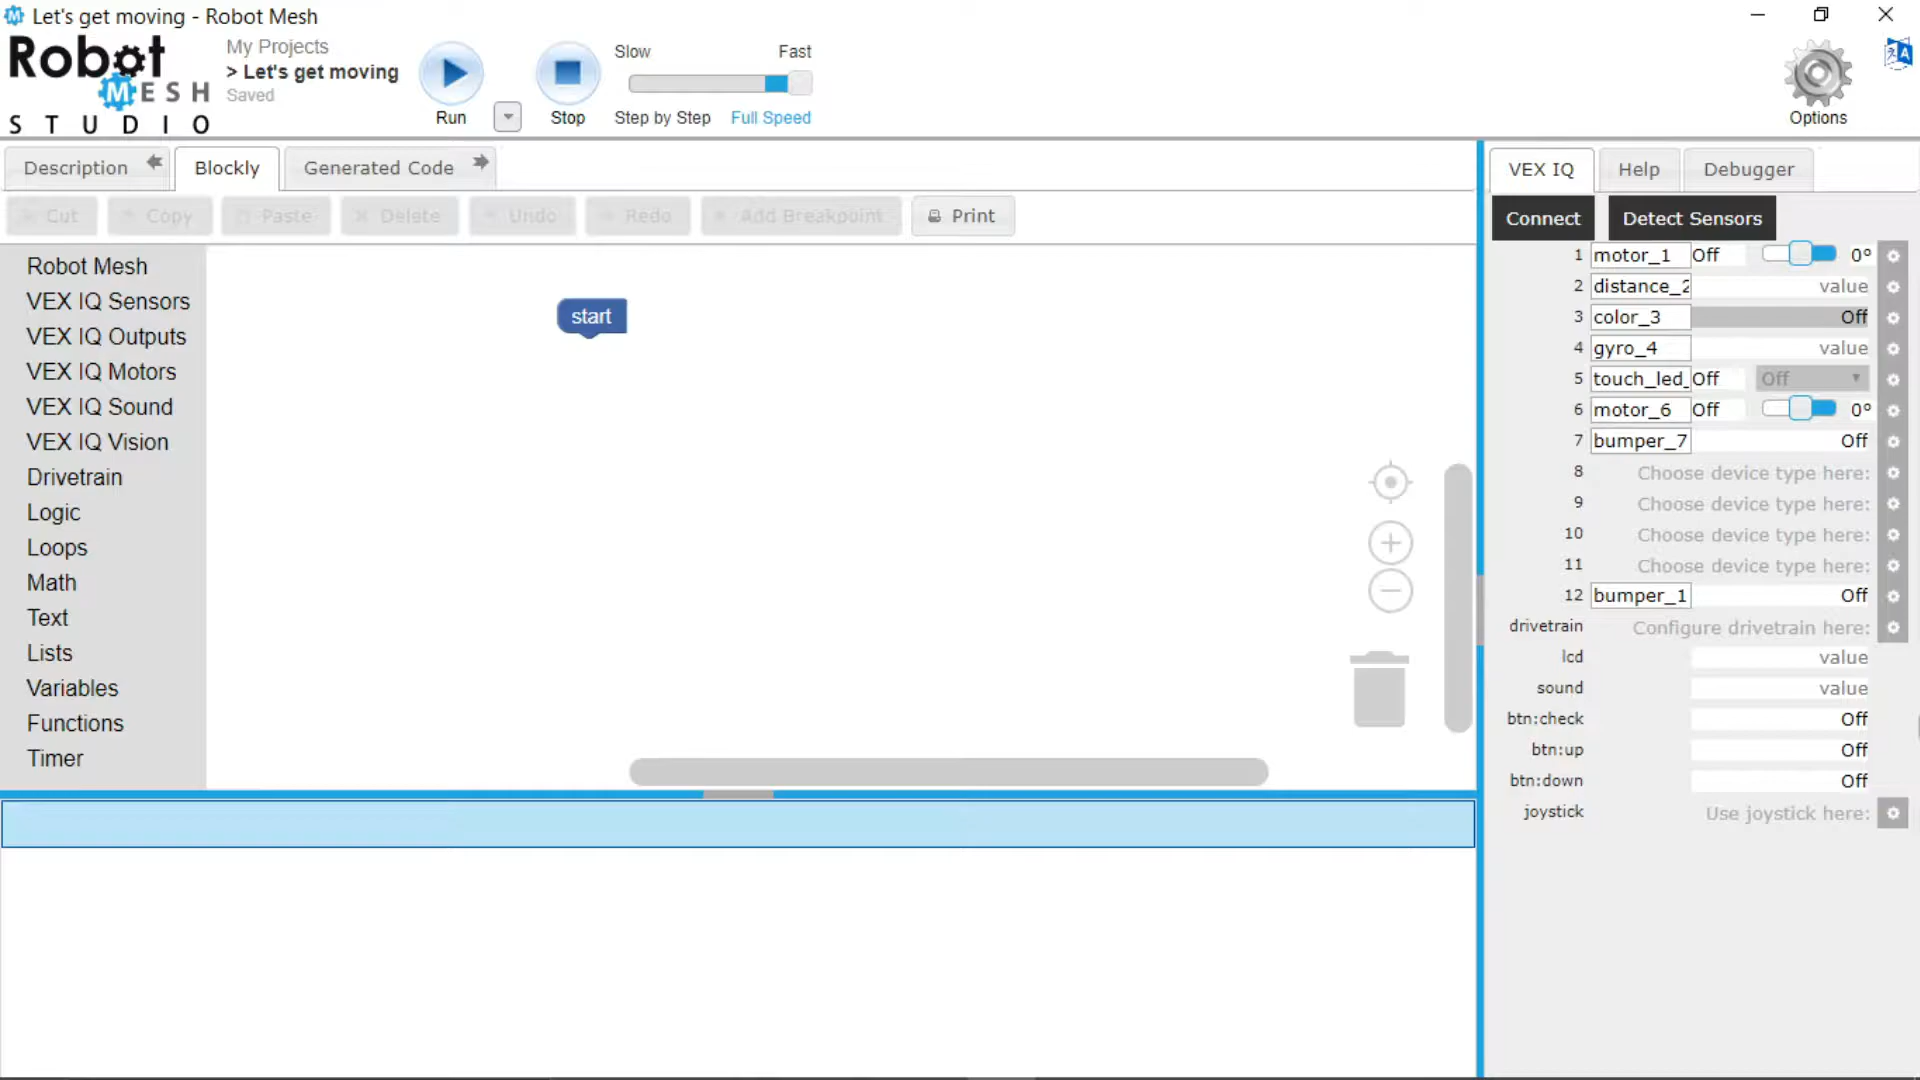 Let's get moving - Robot Mesh
Robot
MESH
STUDIO
My Projects
> Let's get moving
Saved
Run
Stop
Slow Fast
Step by Step Full Speed
Options
Description Blockly Generated Code
Cut Copy Paste Delete Undo Redo Add Breakpoint Print
Robot Mesh
VEX IQ Sensors
VEX IQ Outputs
VEX IQ Motors
VEX IQ Sound
VEX IQ Vision
Drivetrain
Logic
Loops
Math
Text
Lists
Variables
Functions
Timer
start
VEX IQ Help Debugger
Connect Detect Sensors
1 motor_1 Off 0°
2 distance_2 value
3 color_3 Off
4 gyro_4 value
5 touch_led_ Off Off
6 motor_6 Off 0°
7 bumper_7 Off
8 Choose device type here:
9 Choose device type here:
10 Choose device type here:
11 Choose device type here:
12 bumper_1 Off
drivetrain Configure drivetrain here:
lcd value
sound value
btn:check Off
btn:up Off
btn:down Off
joystick Use joystick here: